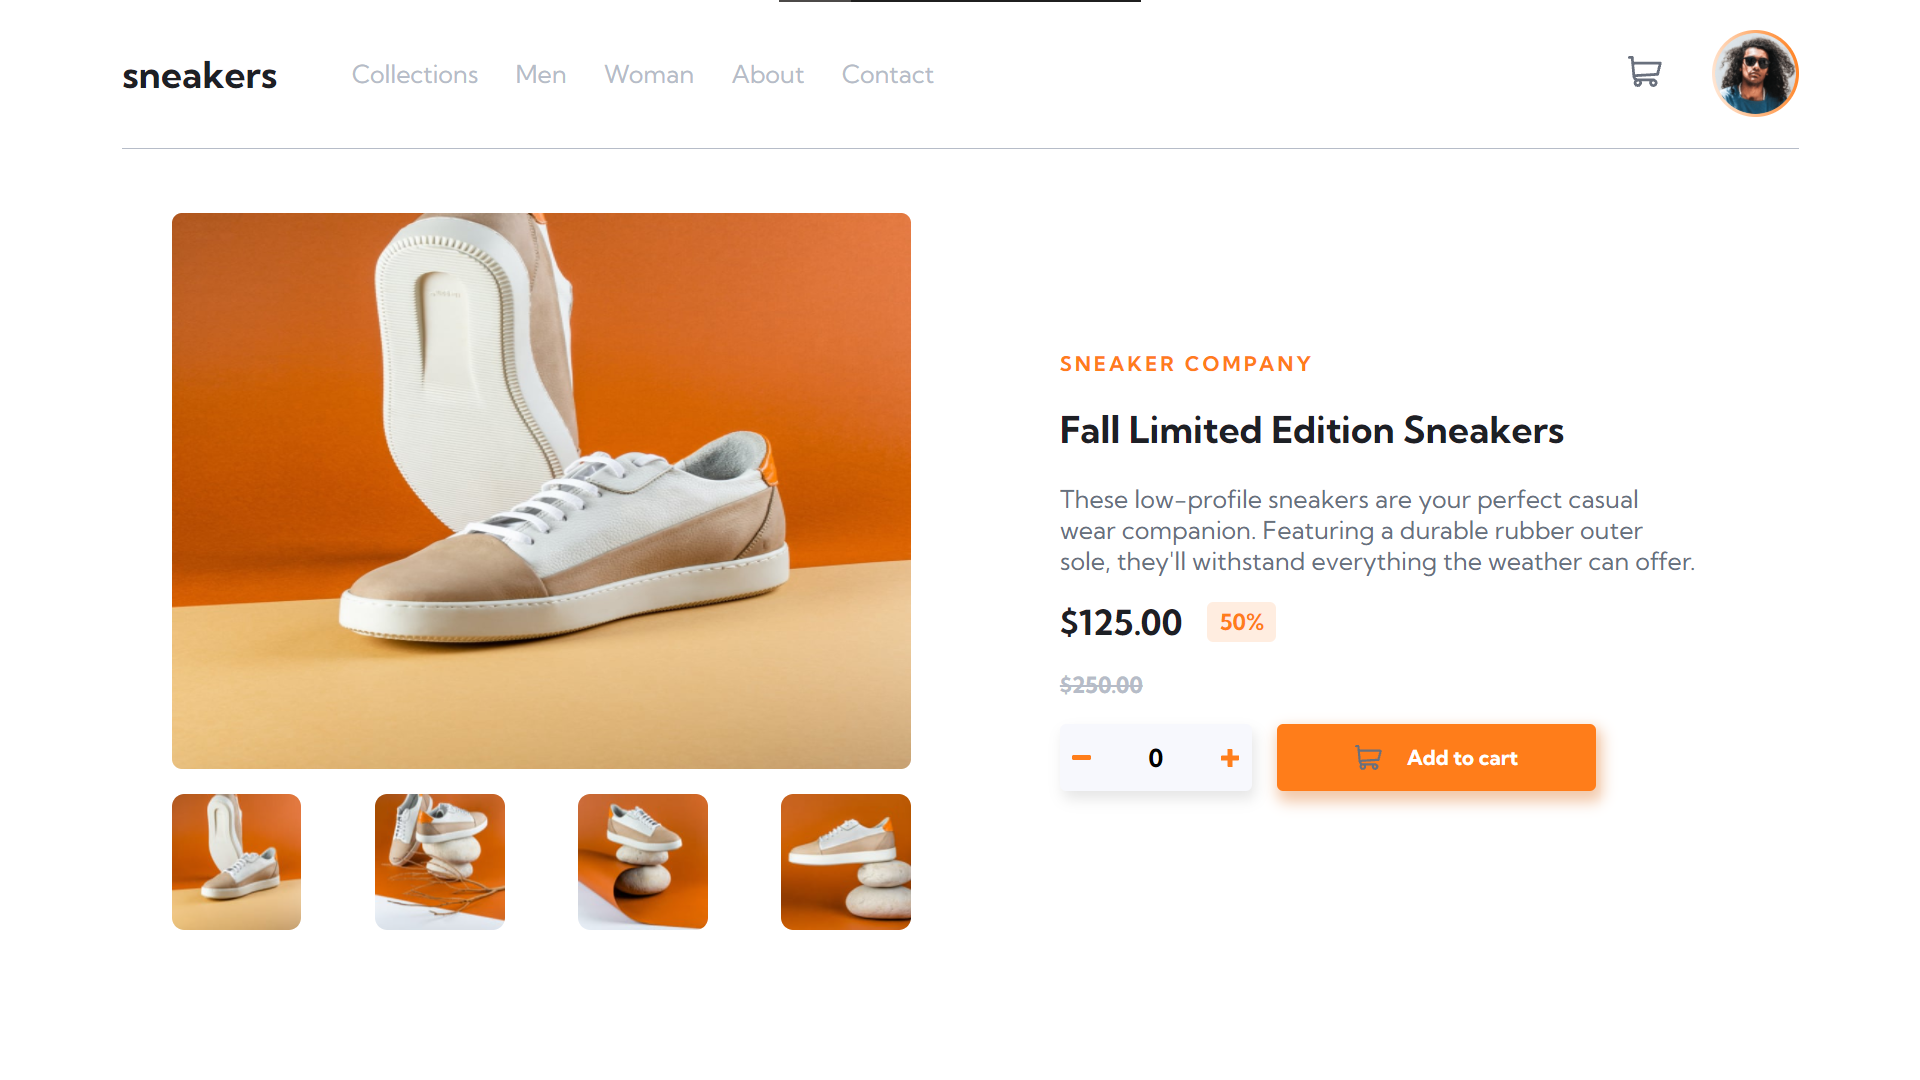 sneakers
Collections Men Woman About Contact
SNEAKER COMPANY
Fall Limited Edition Sneakers
These low-profile sneakers are your perfect casual
wear companion. Featuring a durable rubber outer
sole, they'll withstand everything the weather can offer.
$125.00 50%
$250.00
0 Add to cart